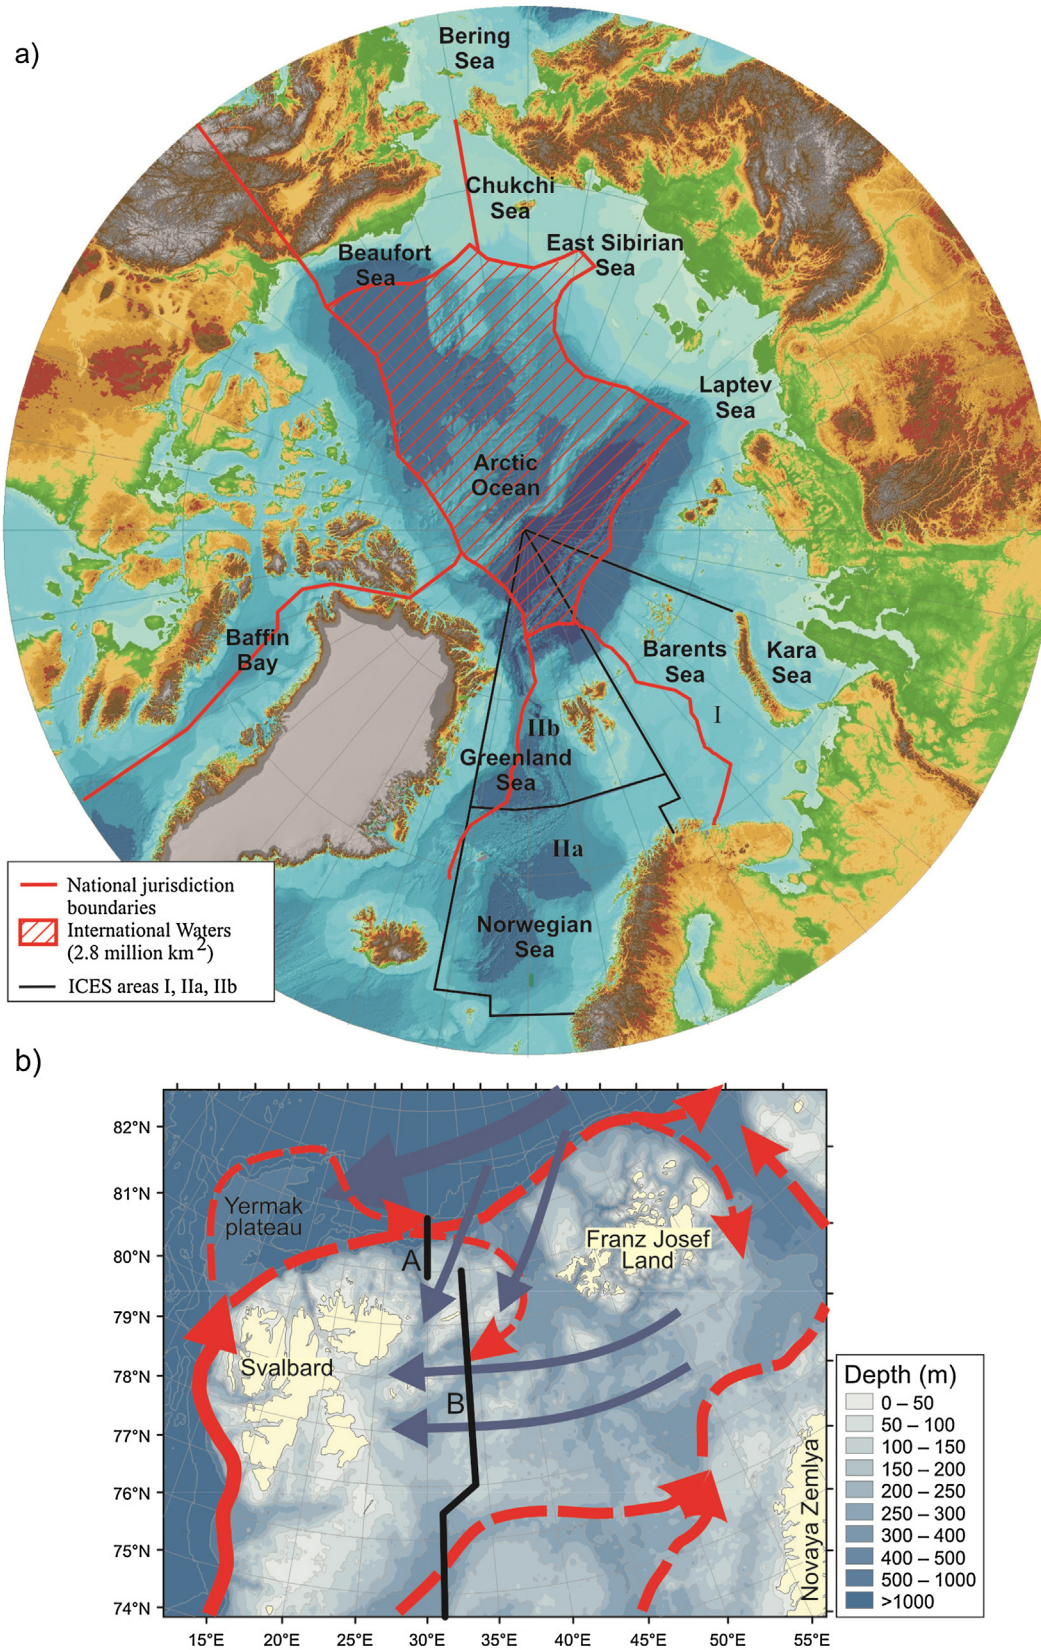 a)
Bering
Sea
Chukchi
Sea
East Sibirian
Sea
Beaufort
Sea
Laptev
Sea
Arctic
Ocean
Baffin
Bay
Barents
Sea
Kara
Sea
I
IIb
Greenland
Sea
IIa
Norwegian
Sea
National jurisdiction
boundaries
International Waters
(2.8 million km2)
ICES areas I, IIa, IIb
b)
82°N
81°N
80°N
79°N
78°N
77°N
76°N
75°N
74°N
Yermak
plateau
A
Franz Josef
Land
Svalbard
B
Novaya Zemlya
Depth (m)
0 – 50
50 – 100
100 – 150
150 – 200
200 – 250
250 – 300
300 – 400
400 – 500
500 – 1000
>1000
15°E
20°E
25°E
30°E
35°E
40°E
45°E
50°E
55°E